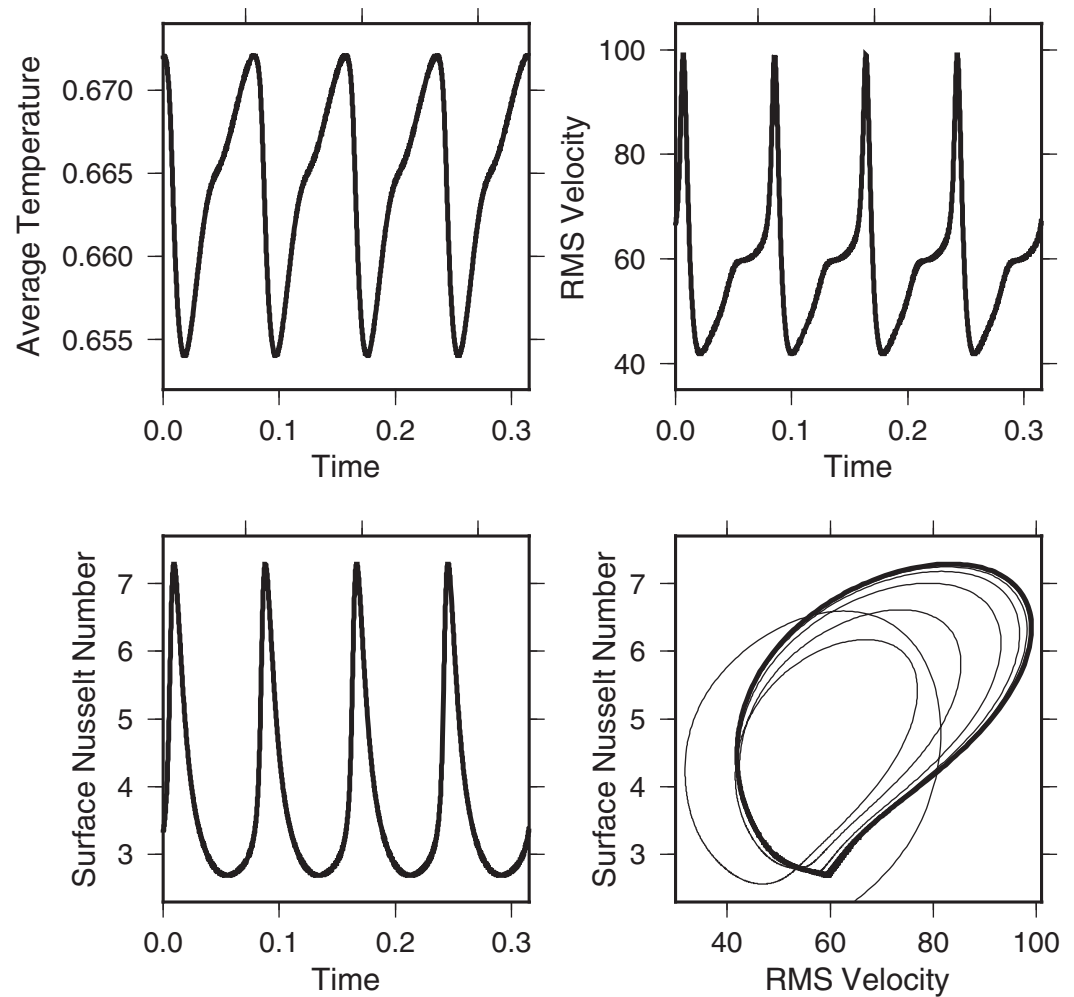 Average Temperature
0.670
0.665
0.660
0.655
0.0 0.1 0.2 0.3
Time
RMS Velocity
100
80
60
40
0.0 0.1 0.2 0.3
Time
Surface Nusselt Number
7
6
5
4
3
0.0 0.1 0.2 0.3
Time
Surface Nusselt Number
7
6
5
4
3
40 60 80 100
RMS Velocity